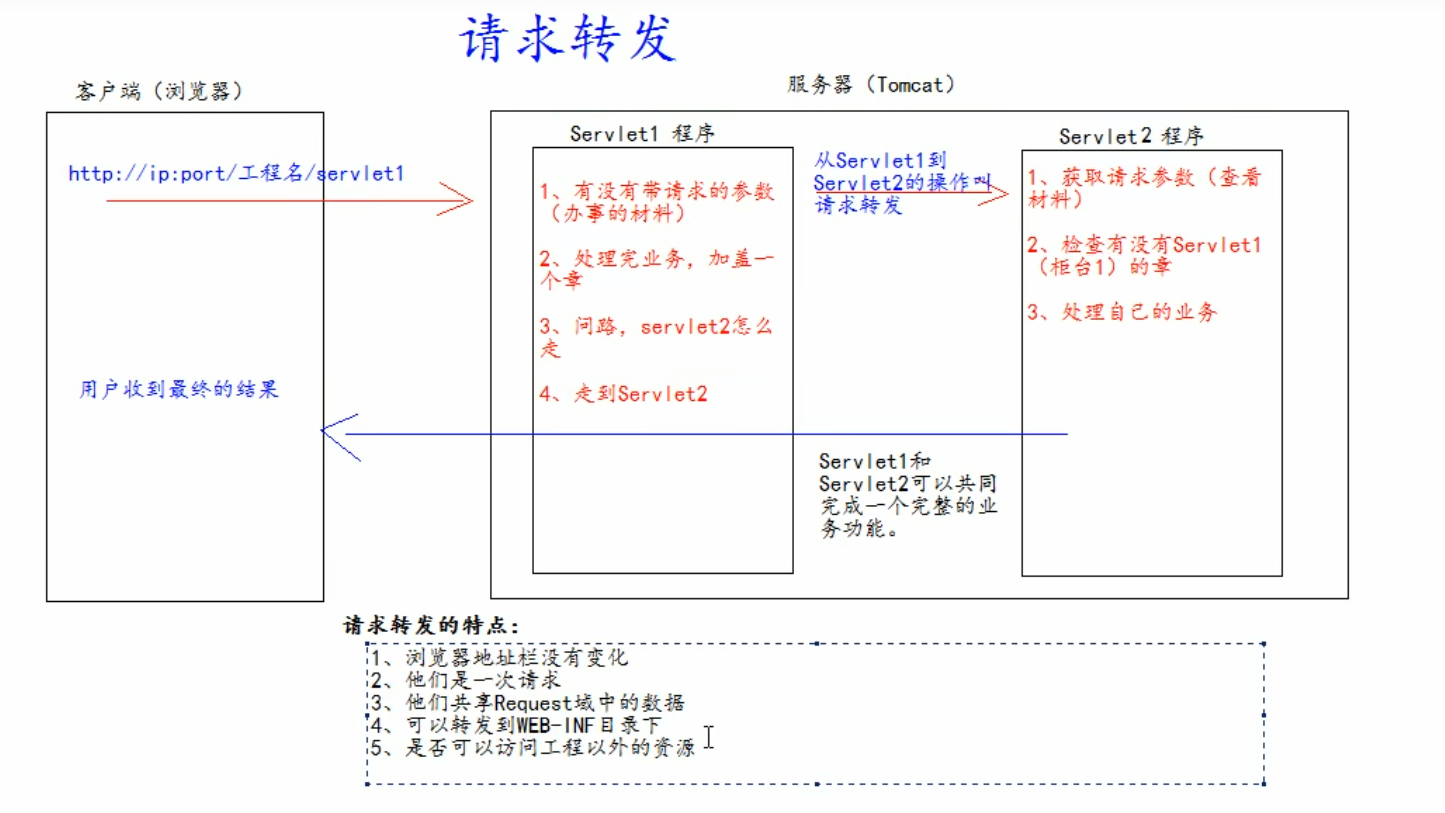 请求转发
客户端（浏览器）
服务器（Tomcat）
http://ip:port/工程名/servlet1
用户收到最终的结果
Servlet1 程序
1、有没有带请求的参数
（办事的材料）
2、处理完业务，加盖一
个章
3、问路，servlet2怎么
走
4、走到Servlet2
从Servlet1到
Servlet2的操作叫
请求转发
Servlet2 程序
1、获取请求参数（查看
材料）
2、检查有没有Servlet1
（柜台1）的章
3、处理自己的业务
Servlet1和
Servlet2可以共同
完成一个完整的业
务功能。
请求转发的特点：
1、浏览器地址栏没有变化
2、他们是一次请求
3、他们共享Request域中的数据
4、可以转发到WEB-INF目录下
5、是否可以访问工程以外的资源